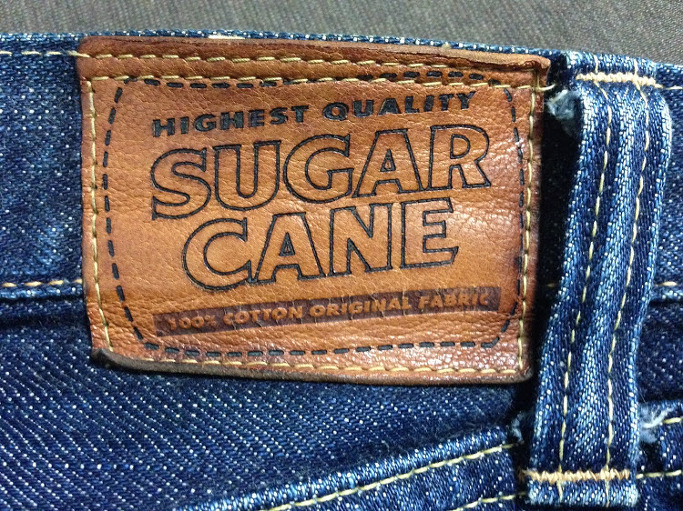 HIGHEST QUALITY
SUGAR
CANE
100% COTTON ORIGINAL FABRIC